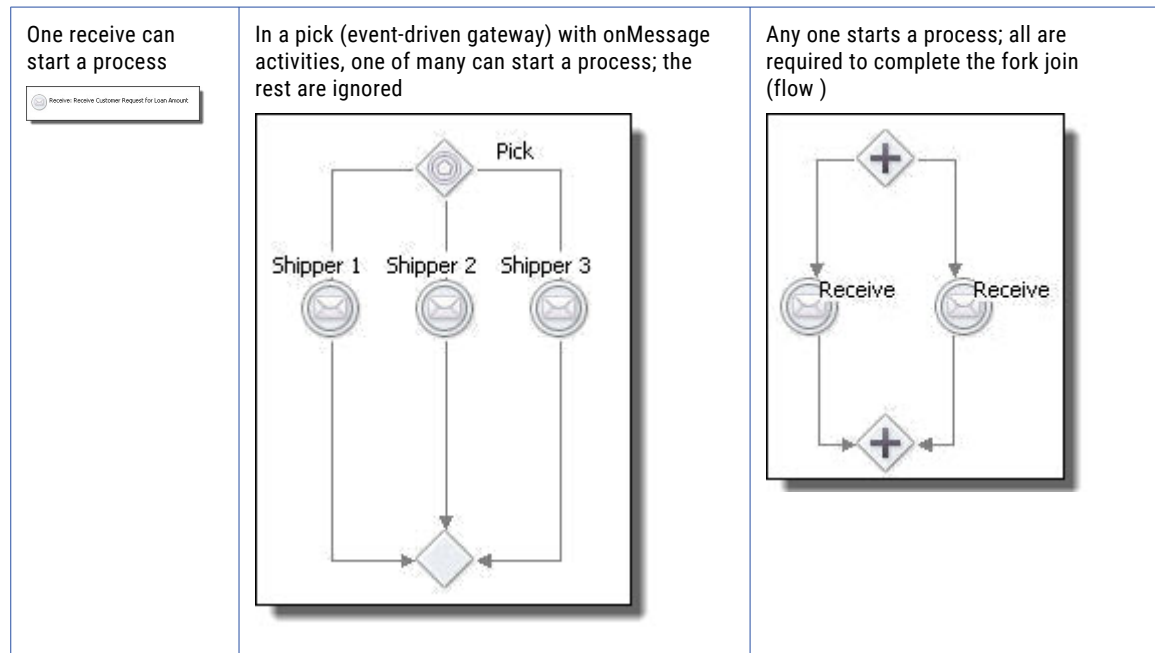 One receive can
start a process
Receive: Receive Customer Request for Loan Amount
In a pick (event-driven gateway) with onMessage
activities, one of many can start a process; the
rest are ignored
Pick
Shipper 1 Shipper 2 Shipper 3
Any one starts a process; all are
required to complete the fork join
(flow )
Receive Receive